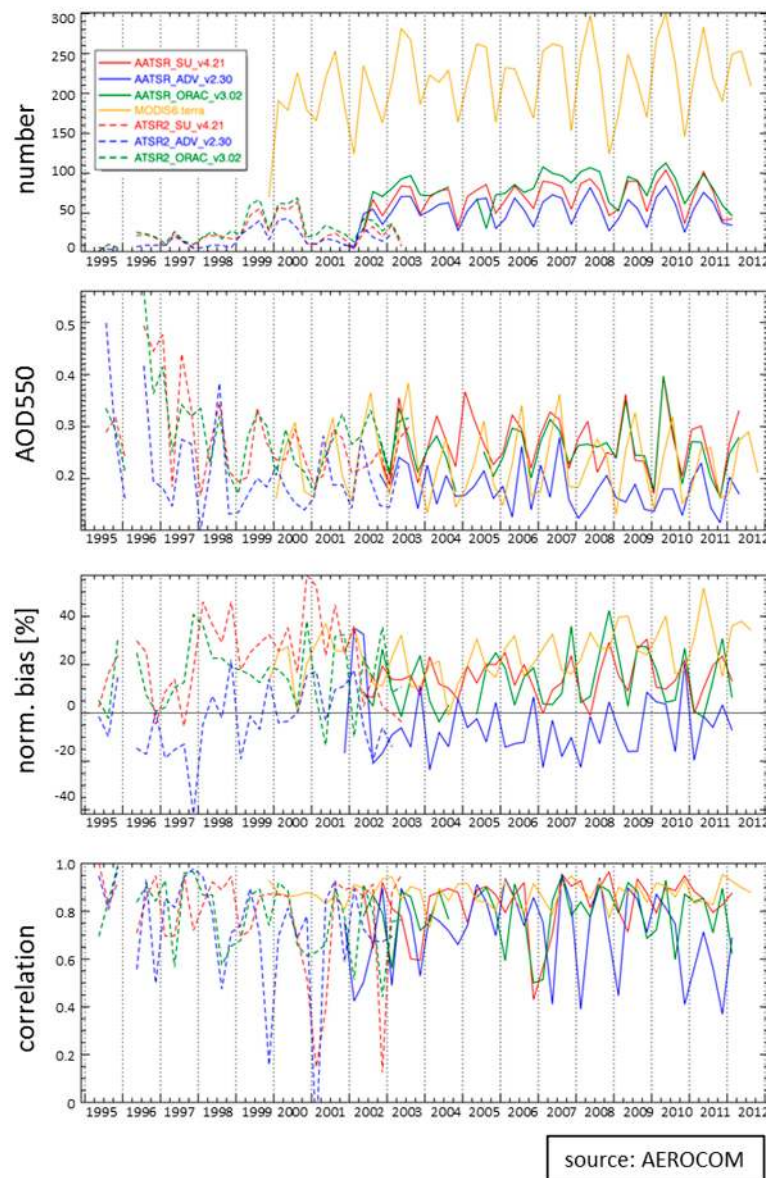 300
250
200
150
100
50
0
number
AATSR_SU_v4.21
AATSR_ADV_v2.30
AATSR_ORAC_v3.02
MODIS6.terra
ATSR2_SU_v4.21
ATSR2_ADV_v2.30
ATSR2_ORAC_v3.02
1995 1996 1997 1998 1999 2000 2001 2002 2003 2004 2005 2006 2007 2008 2009 2010 2011 2012
0.5
0.4
0.3
0.2
AOD550
1995 1996 1997 1998 1999 2000 2001 2002 2003 2004 2005 2006 2007 2008 2009 2010 2011 2012
40
20
0
-20
-40
norm. bias [%]
1995 1996 1997 1998 1999 2000 2001 2002 2003 2004 2005 2006 2007 2008 2009 2010 2011 2012
1.0
0.8
0.6
0.4
0.2
0
correlation
1995 1996 1997 1998 1999 2000 2001 2002 2003 2004 2005 2006 2007 2008 2009 2010 2011 2012
source: AEROCOM